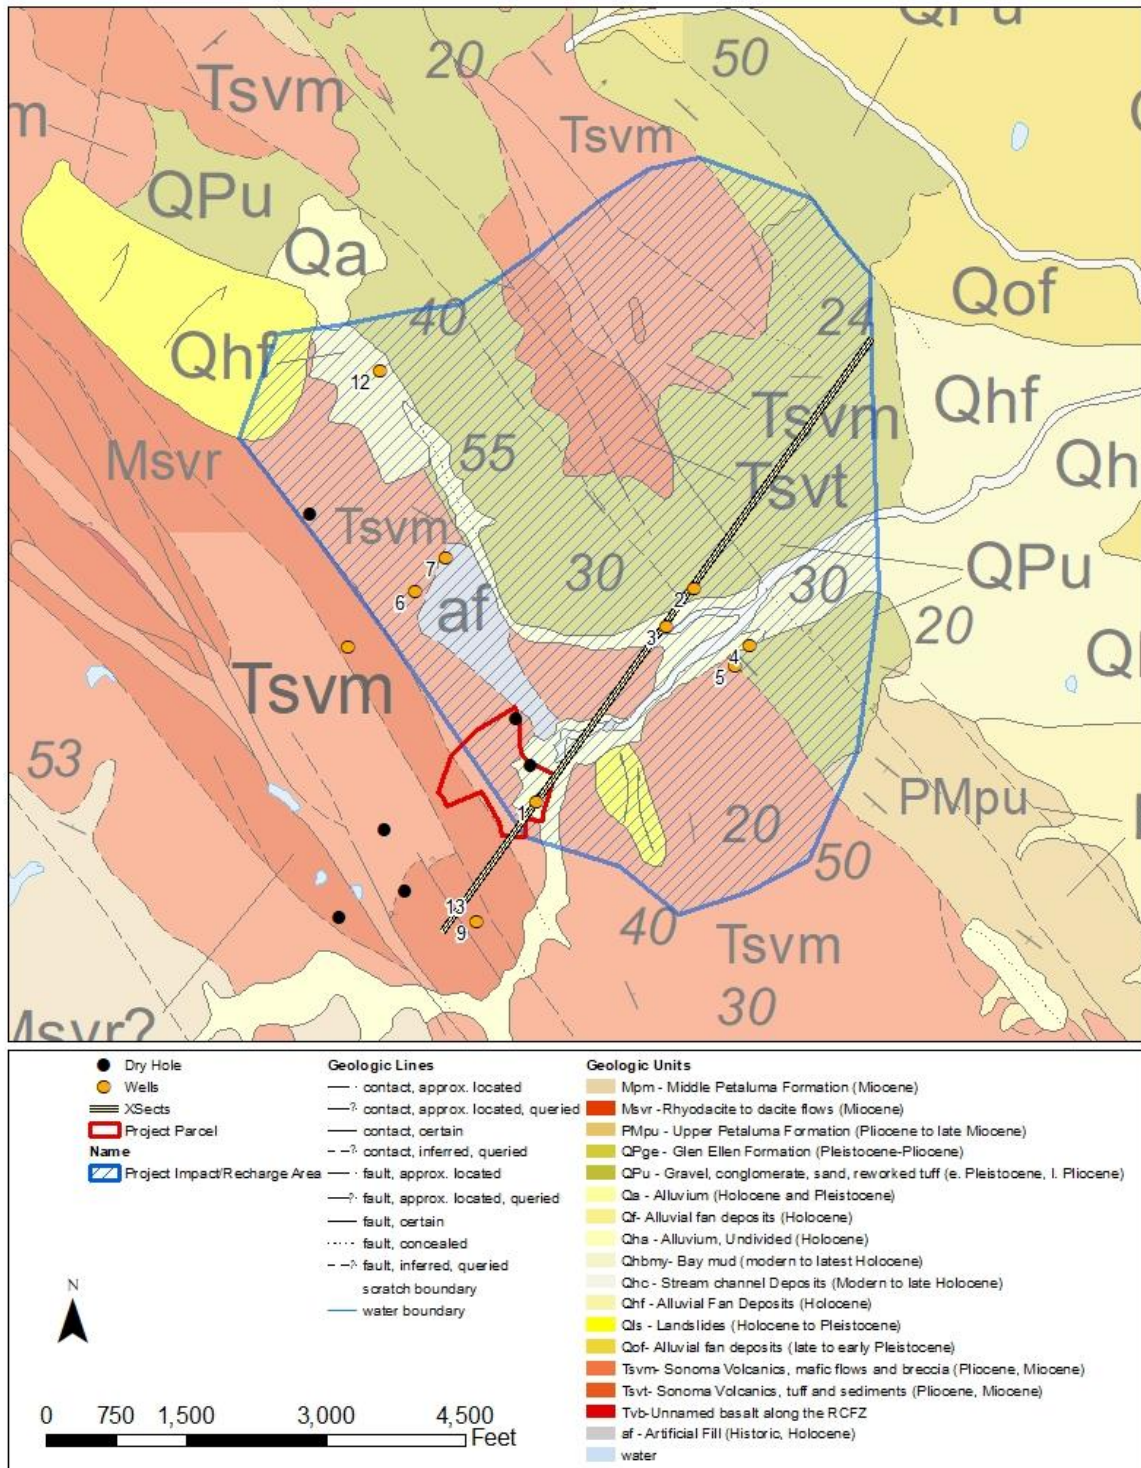 QPu
20
50
Tsvm
m
Tsvm
QPu
Qa
Qof
24
40
Qhf
12
Tsvm
Qhf
55
Msvr
Qh
Tsvt
Tsvm
7
30
QPu
30
6
af
2
20
3
4
5
Tsvm
53
PMpu
1
20
50
13
9
40
Tsvm
30
Msvr?
Dry Hole
Wells
XSects
Project Parcel
Name
Project Impact/Recharge Area
N
0 750 1,500 3,000 4,500
Feet
Geologic Lines
contact, approx. located
contact, approx. located, queried
contact, certain
contact, inferred, queried
fault, approx. located
fault, approx. located, queried
fault, certain
fault, concealed
fault, inferred, queried
scratch boundary
water boundary
Geologic Units
Mpm - Middle Petaluma Formation (Miocene)
Msvr - Rhyodacite to dacite flows (Miocene)
PMpu - Upper Petaluma Formation (Pliocene to late Miocene)
QPge - Glen Ellen Formation (Pleistocene-Pliocene)
QPu - Gravel, conglomerate, sand, reworked tuff (e. Pleistocene, l. Pliocene)
Qa - Alluvium (Holocene and Pleistocene)
Qf- Alluvial fan deposits (Holocene)
Qha - Alluvium, Undivided (Holocene)
Qhbmy- Bay mud (modern to latest Holocene)
Qhc - Stream channel Deposits (Modern to late Holocene)
Qhf - Alluvial Fan Deposits (Holocene)
Qls - Landslides (Holocene to Pleistocene)
Qof- Alluvial fan deposits (late to early Pleistocene)
Tsvm- Sonoma Volcanics, mafic flows and breccia (Pliocene, Miocene)
Tsvt- Sonoma Volcanics, tuff and sediments (Pliocene, Miocene)
Tvb-Unnamed basalt along the RCFZ
af - Artificial Fill (Historic, Holocene)
water